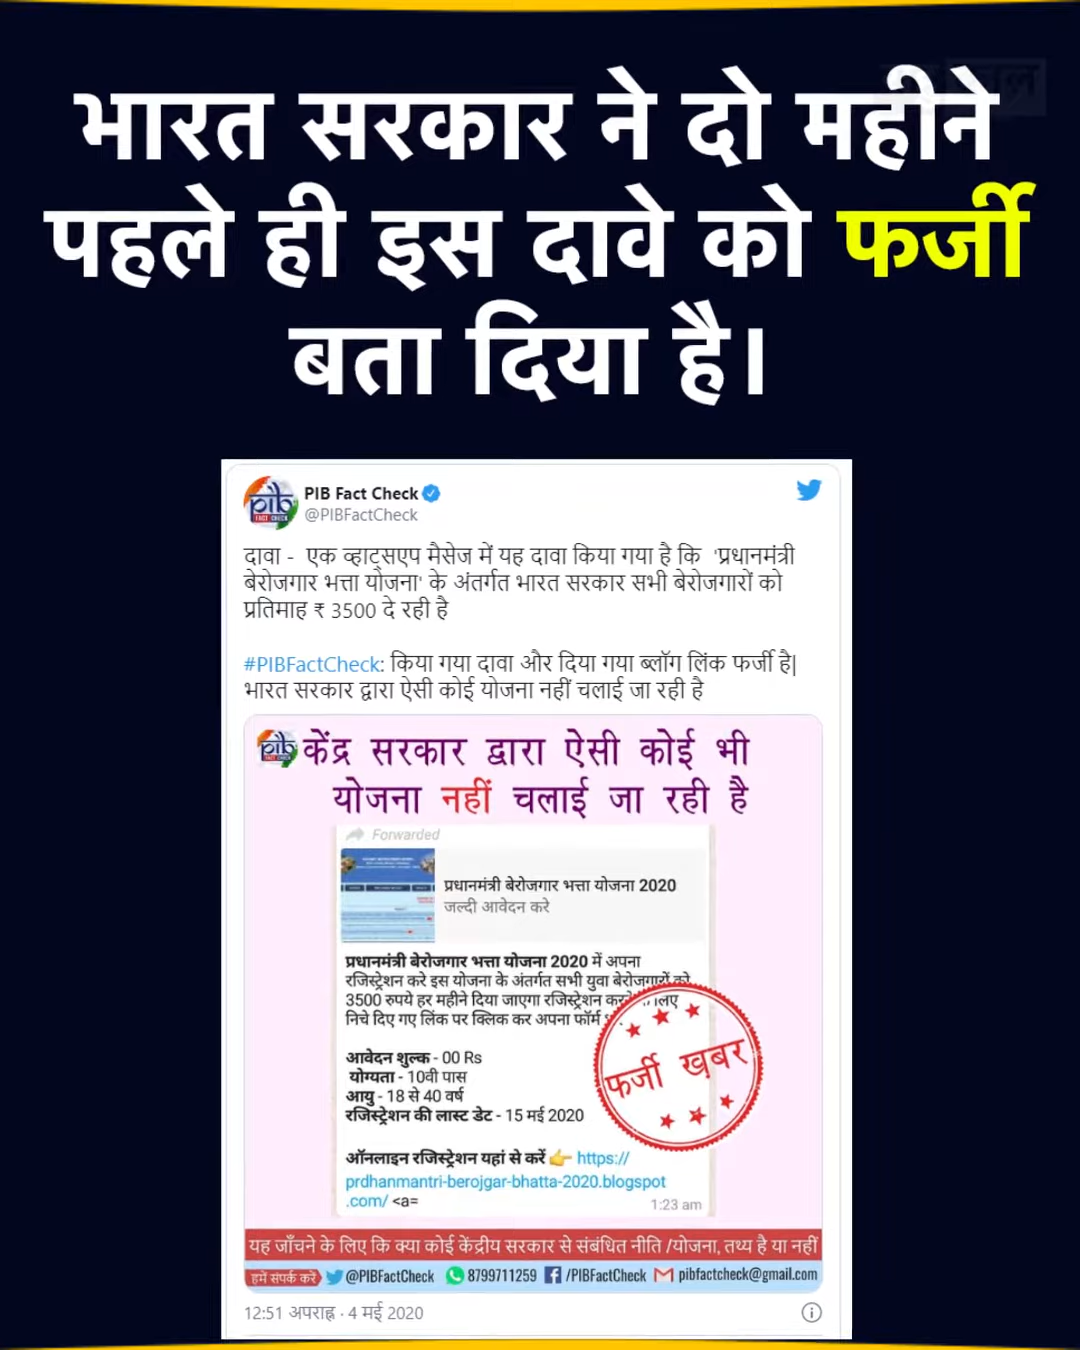 भारत सरकार ने दो महीने
पहले ही इस दावे को फर्जी
बता दिया है।
PIB Fact Check
@PIBFactCheck
दावा - एक व्हाट्सएप मैसेज में यह दावा किया गया है कि 'प्रधानमंत्री
बेरोजगार भत्ता योजना' के अंतर्गत भारत सरकार सभी बेरोजगारों को
प्रतिमाह ₹ 3500 दे रही है
#PIBFactCheck: किया गया दावा और दिया गया ब्लॉग लिंक फर्जी है|
भारत सरकार द्वारा ऐसी कोई योजना नहीं चलाई जा रही है
pib
FACT CHECK
केंद्र सरकार द्वारा ऐसी कोई भी
योजना नहीं चलाई जा रही है
Forwarded
प्रधानमंत्री बेरोजगार भत्ता योजना 2020
जल्दी आवेदन करे
प्रधानमंत्री बेरोजगार भत्ता योजना 2020 में अपना
रजिस्ट्रेशन करे इस योजना के अंतर्गत सभी युवा बेरोजगारों को
3500 रुपये हर महीने दिया जाएगा रजिस्ट्रेशन करने लिए
निचे दिए गए लिंक पर क्लिक कर अपना फॉर्म
फर्जी ख़बर
आवेदन शुल्क - 00 Rs
योग्यता - 10वी पास
आयु - 18 से 40 वर्ष
रजिस्ट्रेशन की लास्ट डेट - 15 मई 2020
ऑनलाइन रजिस्ट्रेशन यहां से करें 👉 https://
prdhanmantri-berojgar-bhatta-2020.blogspot
.com/ <a=
1:23 am
यह जाँचने के लिए कि क्या कोई केंद्रीय सरकार से संबंधित नीति /योजना, तथ्य है या नहीं
हमें संपर्क करें @PIBFactCheck 8799711259 /PIBFactCheck pibfactcheck@gmail.com
12:51 अपराह्न · 4 मई 2020